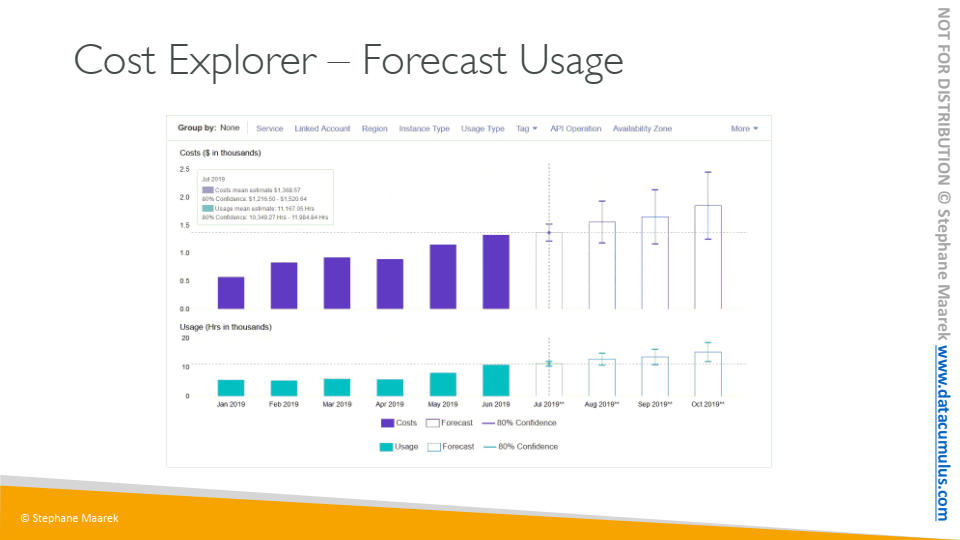 Cost Explorer – Forecast Usage
Group by: None Service Linked Account Region Instance Type Usage Type Tag API Operation Availability Zone More
Costs ($ in thousands)
2.5
Jul 2019
Costs mean estimate $1,368.57
80% Confidence: $1,216.50 - $1,520.64
Usage mean estimate: 11,167.05 Hrs
80% Confidence: 10,349.27 Hrs - 11,984.84 Hrs
2.0
1.5
1.0
0.5
0.0
Usage (Hrs in thousands)
20
10
0
Jan 2019 Feb 2019 Mar 2019 Apr 2019 May 2019 Jun 2019 Jul 2019** Aug 2019** Sep 2019** Oct 2019**
Costs Forecast 80% Confidence
Usage Forecast 80% Confidence
© Stephane Maarek
NOT FOR DISTRIBUTION © Stephane Maarek www.datacumulus.com